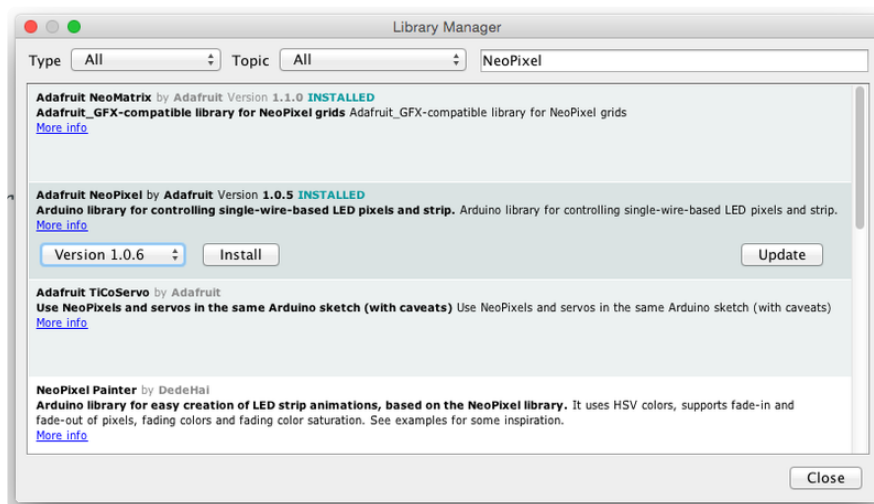 Library Manager
Type All Topic All NeoPixel
Adafruit NeoMatrix by Adafruit Version 1.1.0 INSTALLED
Adafruit_GFX-compatible library for NeoPixel grids Adafruit_GFX-compatible library for NeoPixel grids
More info
Adafruit NeoPixel by Adafruit Version 1.0.5 INSTALLED
Arduino library for controlling single-wire-based LED pixels and strip. Arduino library for controlling single-wire-based LED pixels and strip.
More info
Version 1.0.6 Install Update
Adafruit TiCoServo by Adafruit
Use NeoPixels and servos in the same Arduino sketch (with caveats) Use NeoPixels and servos in the same Arduino sketch (with caveats)
More info
NeoPixel Painter by DedeHai
Arduino library for easy creation of LED strip animations, based on the NeoPixel library. It uses HSV colors, supports fade-in and
fade-out of pixels, fading colors and fading color saturation. See examples for some inspiration.
More info
Close